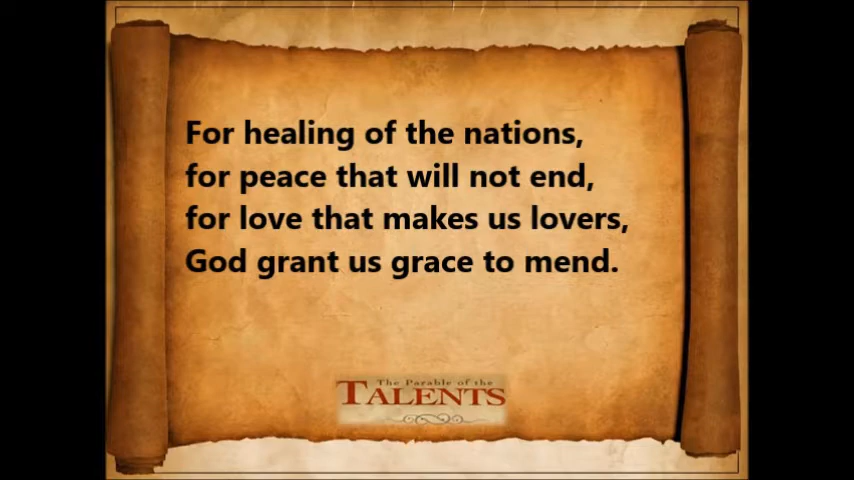 For healing of the nations,
for peace that will not end,
for love that makes us lovers,
God grant us grace to mend.
The Parable of the
TALENTS